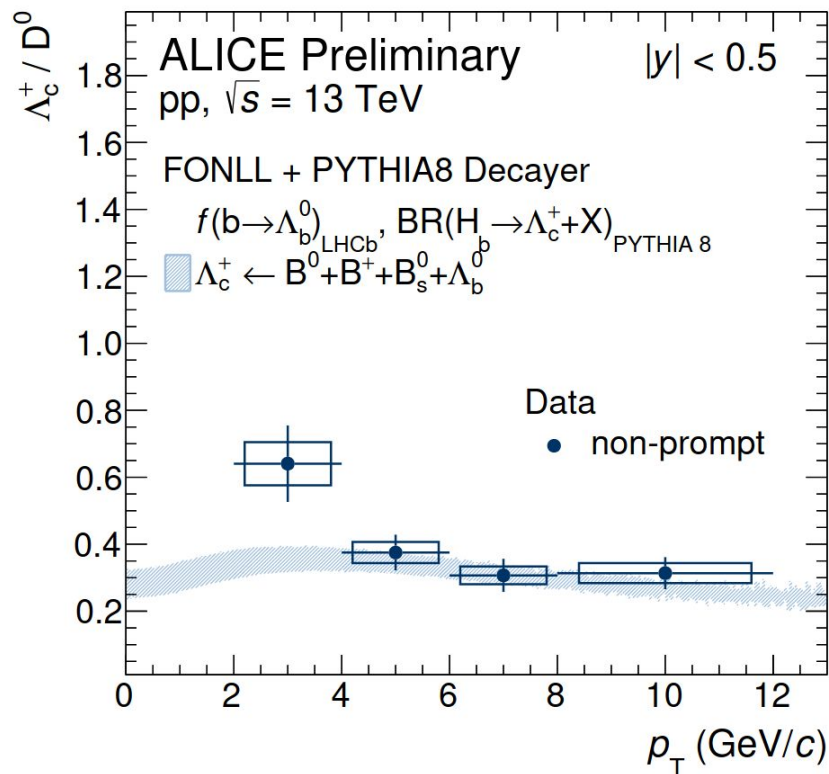 Λc+ / D0
ALICE Preliminary
|y| < 0.5
pp, √s = 13 TeV
FONLL + PYTHIA8 Decayer
f(b→Λb0)LHCb, BR(Hb→Λc++X)PYTHIA 8
Λc+ ← B0+B++Bs0+Λb0
Data
non-prompt
1.8
1.6
1.4
1.2
1.0
0.8
0.6
0.4
0.2
0 2 4 6 8 10 12
pT (GeV/c)